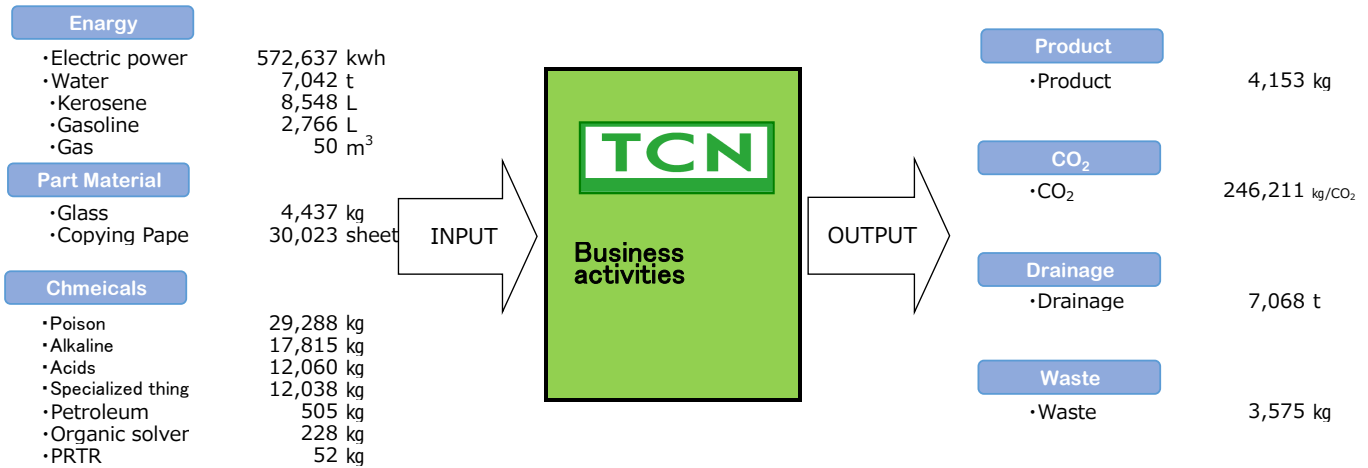 Enargy
・Electric power 572,637 kwh
・Water 7,042 t
・Kerosene 8,548 L
・Gasoline 2,766 L
・Gas 50 m³
Part Material
・Glass 4,437 kg
・Copying Pape 30,023 sheet
Chmeicals
・Poison 29,288 kg
・Alkaline 17,815 kg
・Acids 12,060 kg
・Specialized thing 12,038 kg
・Petroleum 505 kg
・Organic solver 228 kg
・PRTR 52 kg
INPUT
TCN
Business
activities
OUTPUT
Product
・Product 4,153 kg
CO₂
・CO₂ 246,211 kg/CO₂
Drainage
・Drainage 7,068 t
Waste
・Waste 3,575 kg